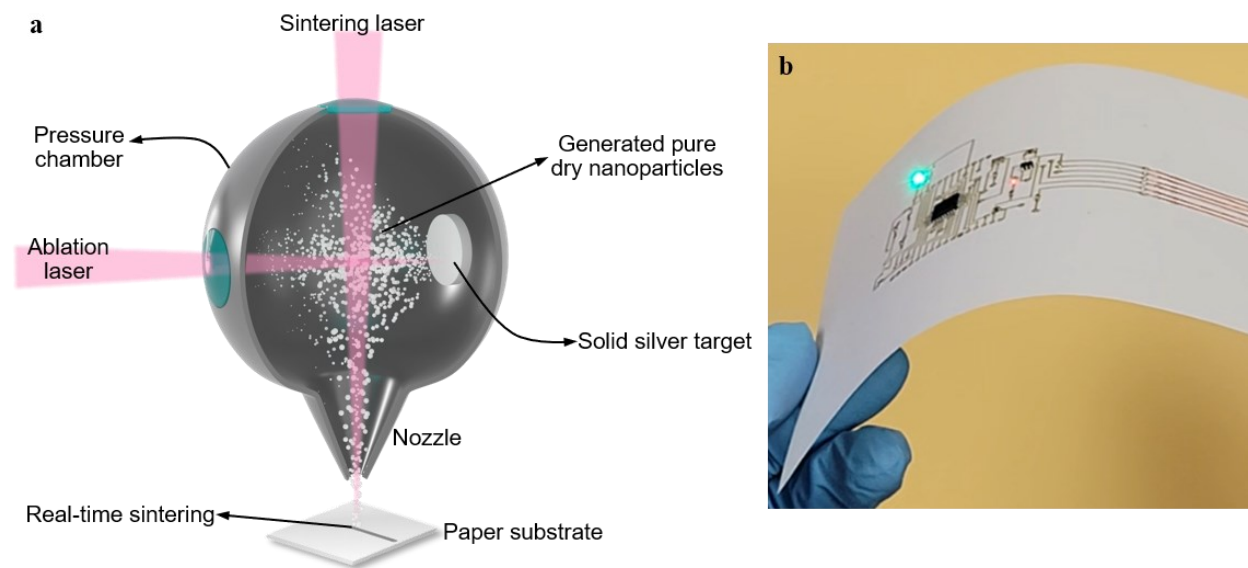 a
Sintering laser
b
Pressure
chamber
Generated pure
dry nanoparticles
Ablation
laser
Solid silver target
Nozzle
Real-time sintering
Paper substrate